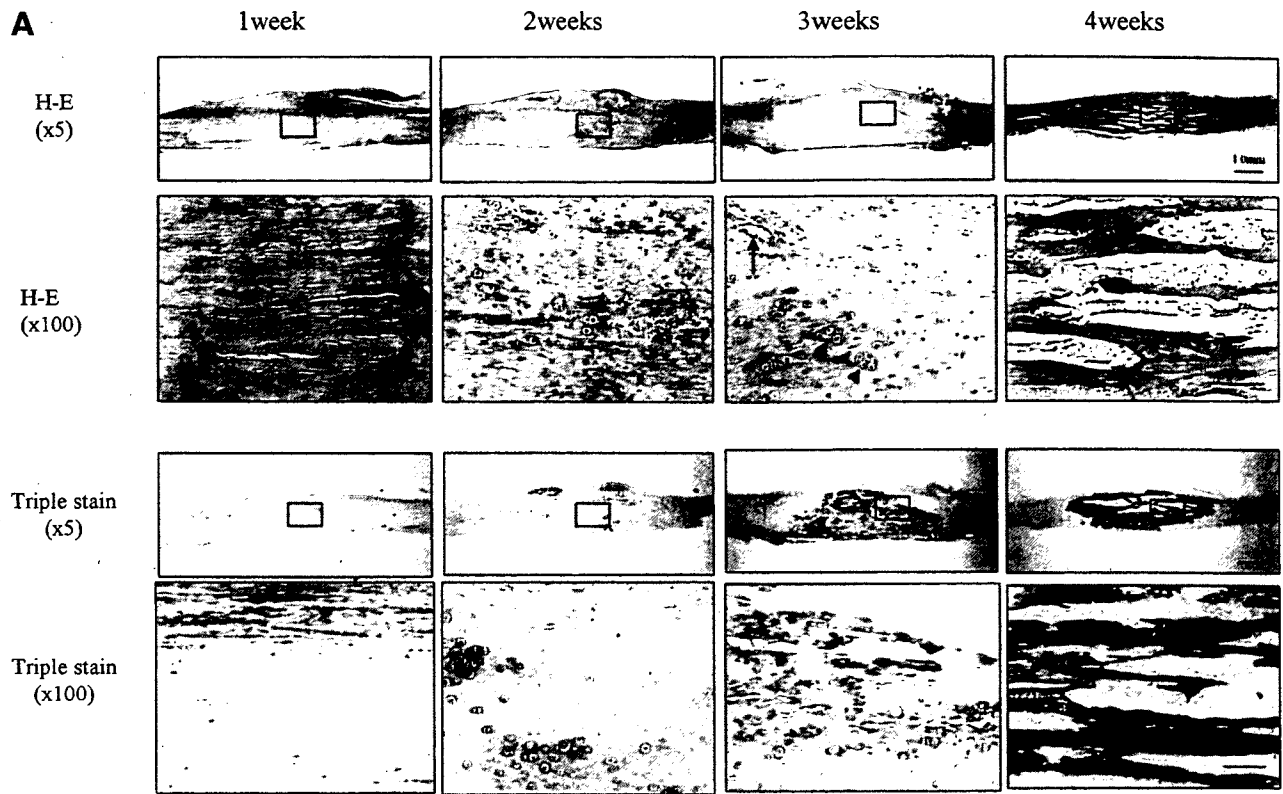 A
1week 2weeks 3weeks 4weeks
H-E
(x5)
H-E
(x100)
Triple stain
(x5)
Triple stain
(x100)